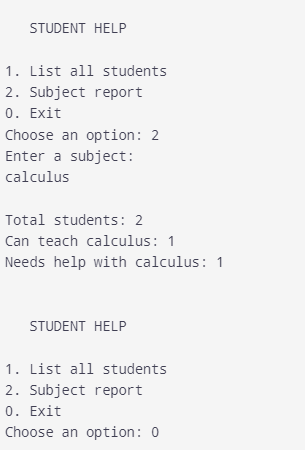 STUDENT HELP
1. List all students
2. Subject report
0. Exit
Choose an option: 2
Enter a subject:
calculus
Total students: 2
Can teach calculus: 1
Needs help with calculus: 1
STUDENT HELP
1. List all students
2. Subject report
0. Exit
Choose an option: 0